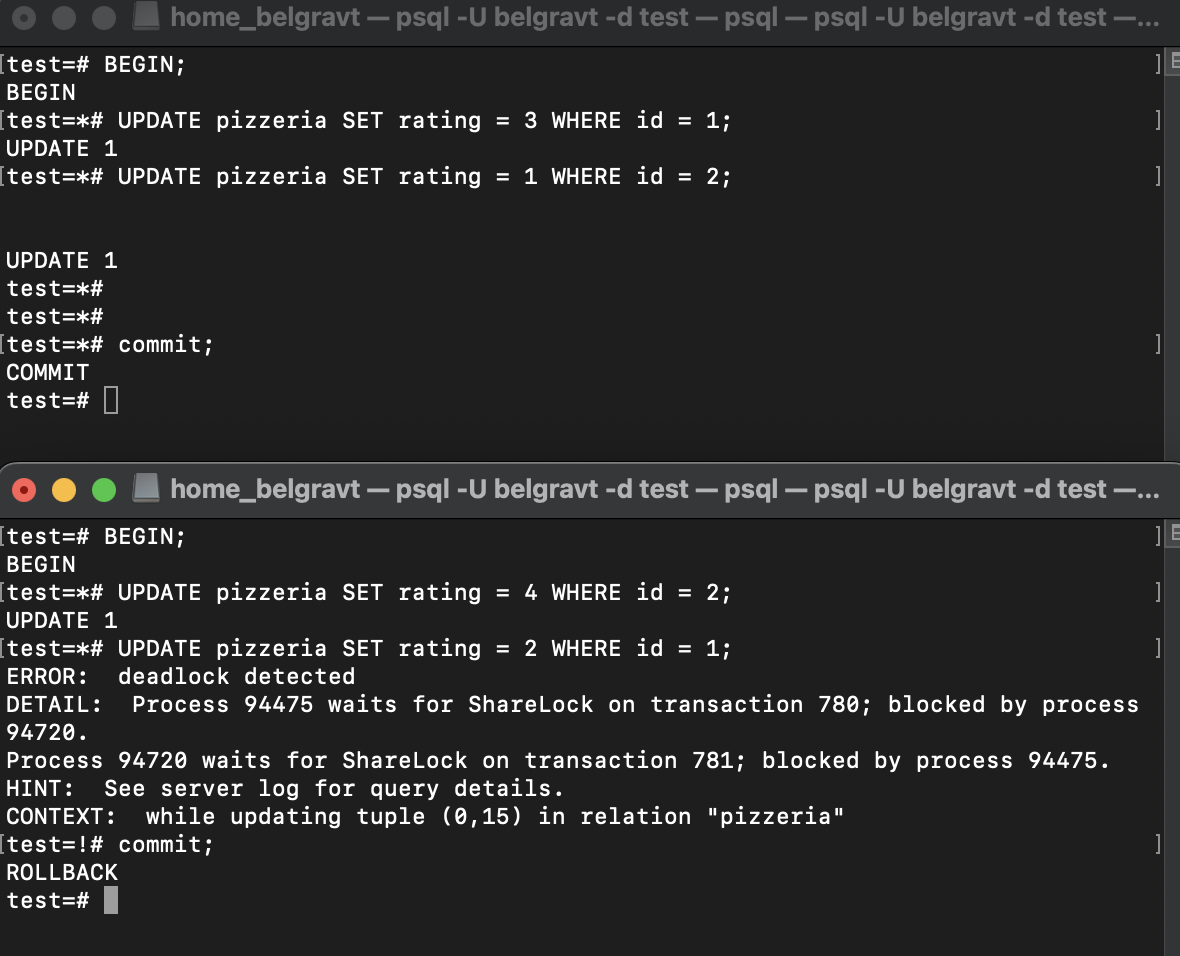 home_belgravt — psql -U belgravt -d test — psql — psql -U belgravt -d test —...
[test=# BEGIN; ]
BEGIN
[test=*# UPDATE pizzeria SET rating = 3 WHERE id = 1; ]
UPDATE 1
[test=*# UPDATE pizzeria SET rating = 1 WHERE id = 2; ]
UPDATE 1
test=*#
test=*#
[test=*# commit; ]
COMMIT
test=#
home_belgravt — psql -U belgravt -d test — psql — psql -U belgravt -d test —...
[test=# BEGIN; ]
BEGIN
[test=*# UPDATE pizzeria SET rating = 4 WHERE id = 2; ]
UPDATE 1
[test=*# UPDATE pizzeria SET rating = 2 WHERE id = 1; ]
ERROR:  deadlock detected
DETAIL:  Process 94475 waits for ShareLock on transaction 780; blocked by process
94720.
Process 94720 waits for ShareLock on transaction 781; blocked by process 94475.
HINT:  See server log for query details.
CONTEXT:  while updating tuple (0,15) in relation "pizzeria"
[test=!# commit; ]
ROLLBACK
test=#